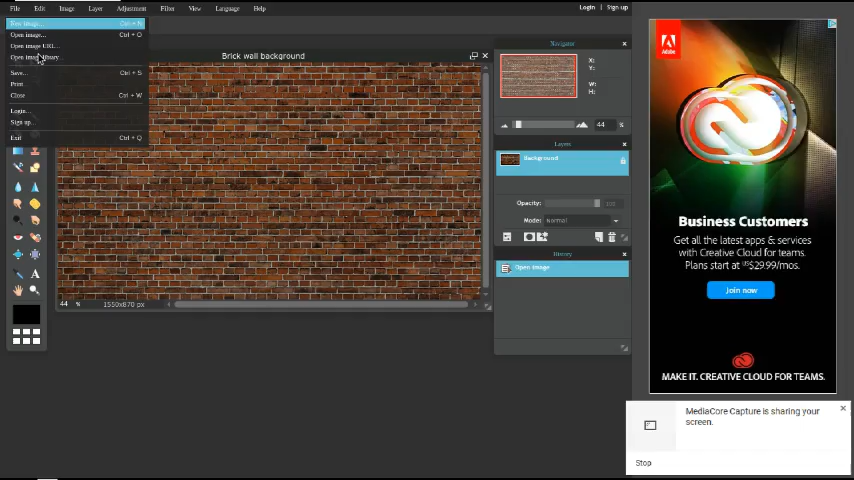 File Edit Image Layer Adjustment Filter View Language Help
Login | Sign up
New image... Ctrl + N
Open image... Ctrl + O
Open image URL...
Open image library...
Save... Ctrl + S
Print
Close Ctrl + W
Login...
Sign up..
Exit Ctrl + Q
Brick wall background
44 % 1550x870 px
Navigator
X:
Y:
W:
H:
44 %
Layers
Background
Opacity: 100
Mode: Normal
History
Open image
Adobe
Business Customers
Get all the latest apps & services
with Creative Cloud for teams.
Plans start at US$29.99/mo.
Join now
MAKE IT. CREATIVE CLOUD FOR TEAMS.
MediaCore Capture is sharing your
screen.
Stop